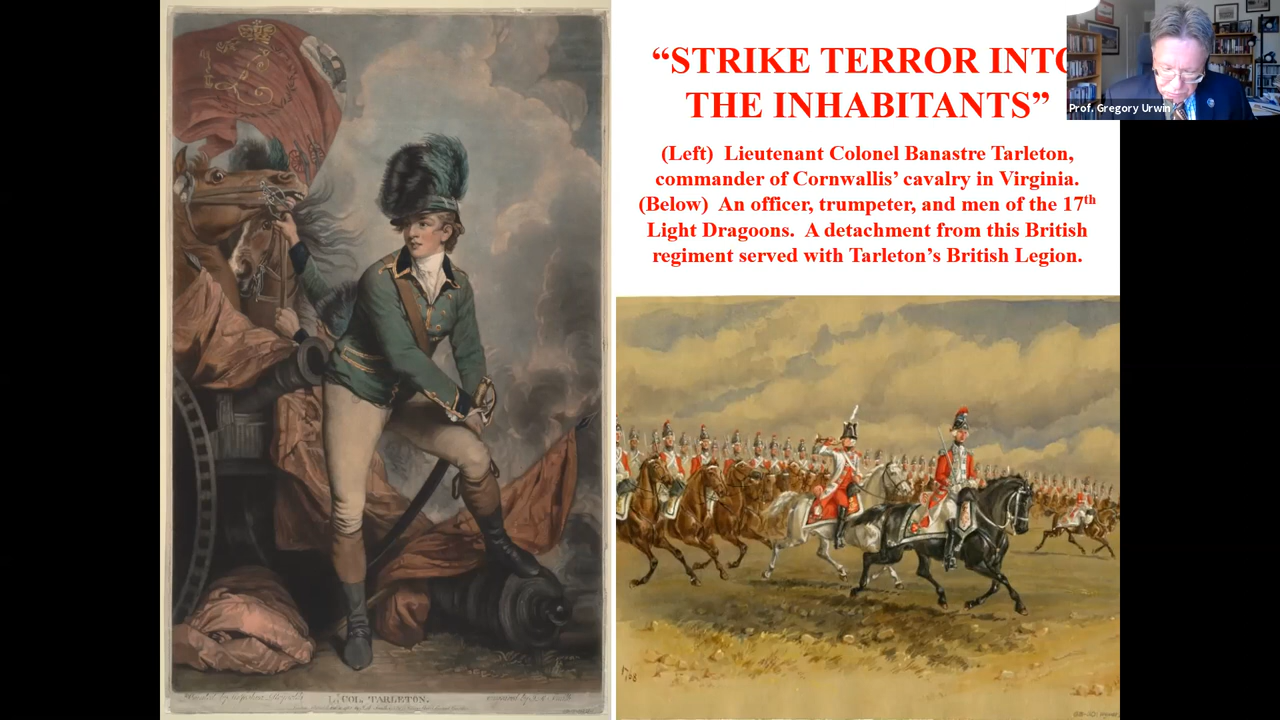 “STRIKE TERROR INTO
THE INHABITANTS”
(Left)  Lieutenant Colonel Banastre Tarleton,
commander of Cornwallis’ cavalry in Virginia.
(Below)  An officer, trumpeter, and men of the 17th
Light Dragoons.  A detachment from this British
regiment served with Tarleton’s British Legion.
Prof. Gregory Urwin
LT. COL. TARLETON.